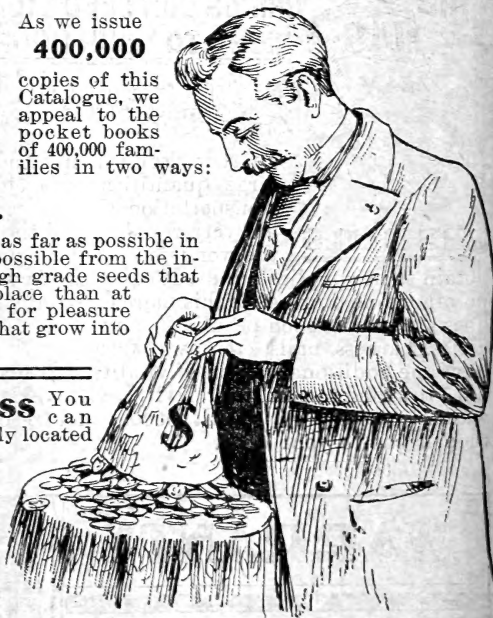 As we issue
400,000
copies of this
Catalogue, we
appeal to the
pocket books
of 400,000 fam-
ilies in two ways:
as far as possible in
possible from the in-
gh grade seeds that
place than at
for pleasure
hat grow into
ss You
can
ly located
$